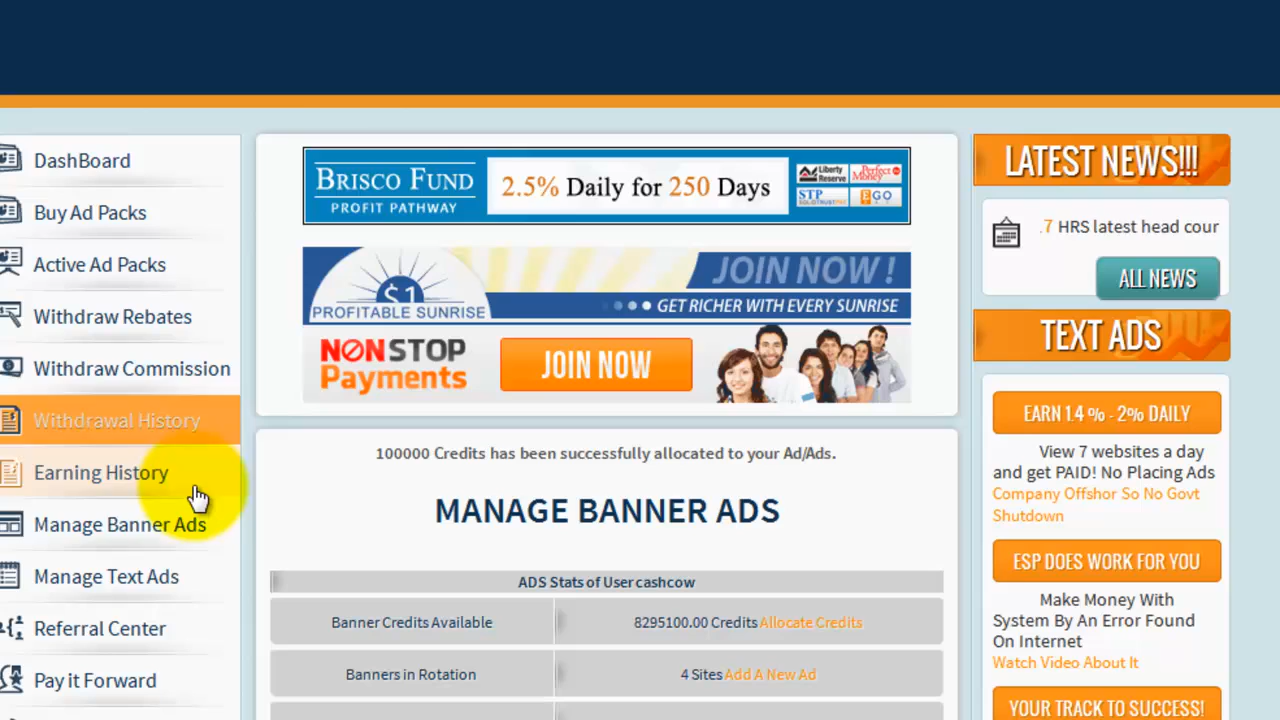 DashBoard
Buy Ad Packs
Active Ad Packs
Withdraw Rebates
Withdraw Commission
Withdrawal History
Earning History
Manage Banner Ads
Manage Text Ads
Referral Center
Pay it Forward
BRISCO FUND
PROFIT PATHWAY
2.5% Daily for 250 Days
Liberty Reserve
Perfect Money
STP
SOLIDTRUSTPAY
EGO
PAY
$1
PROFITABLE SUNRISE
JOIN NOW !
GET RICHER WITH EVERY SUNRISE
NON STOP
Payments
JOIN NOW
100000 Credits has been successfully allocated to your Ad/Ads.
MANAGE BANNER ADS
ADS Stats of User cashcow
Banner Credits Available
8295100.00 Credits Allocate Credits
Banners in Rotation
4 Sites Add A New Ad
LATEST NEWS!!!
.7 HRS latest head cour
ALL NEWS
TEXT ADS
EARN 1.4 % - 2% DAILY
View 7 websites a day
and get PAID! No Placing Ads
Company Offshor So No Govt
Shutdown
ESP DOES WORK FOR YOU
Make Money With
System By An Error Found
On Internet
Watch Video About It
YOUR TRACK TO SUCCESS!